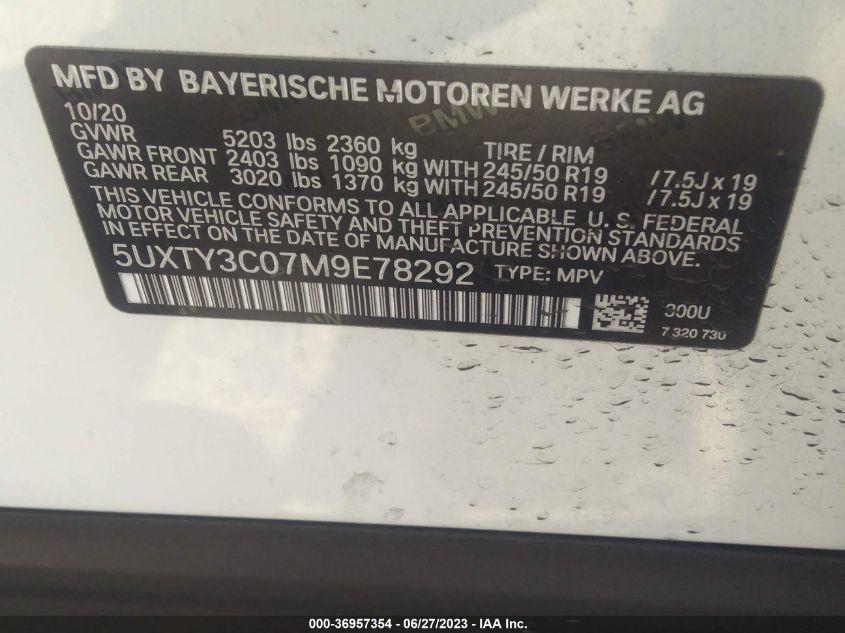 MFD BY BAYERISCHE MOTOREN WERKE AG
10/20
GVWR 5203 lbs 2360 kg TIRE / RIM
GAWR FRONT 2403 lbs 1090 kg WITH 245/50 R19 /7.5J x 19
GAWR REAR 3020 lbs 1370 kg WITH 245/50 R19 /7.5J x 19
THIS VEHICLE CONFORMS TO ALL APPLICABLE U. S. FEDERAL
MOTOR VEHICLE SAFETY AND THEFT PREVENTION STANDARDS
IN EFFECT ON THE DATE OF MANUFACTURE SHOWN ABOVE.
5UXTY3C07M9E78292 TYPE: MPV
300U
7 320 730
000-36957354 - 06/27/2023 - IAA Inc.